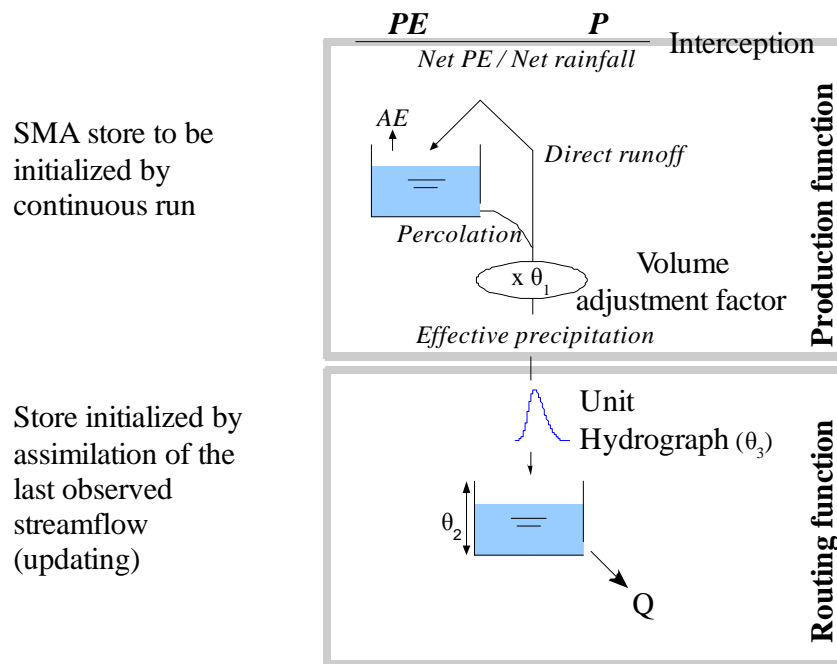 PE P
Interception
Net PE / Net rainfall
SMA store to be
initialized by
continuous run
AE
Direct runoff
Percolation
x θ1
Volume
adjustment factor
Effective precipitation
Production function
Store initialized by
assimilation of the
last observed
streamflow
(updating)
Unit
Hydrograph (θ3)
θ2
Q
Routing function